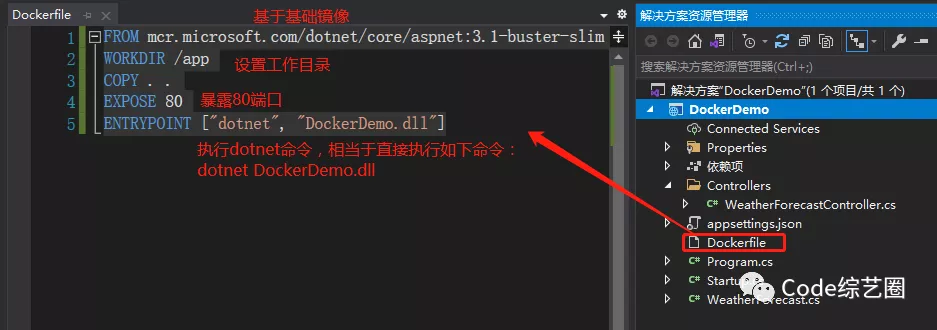 Dockerfile
基于基础镜像
1 FROM mcr.microsoft.com/dotnet/core/aspnet:3.1-buster-slim
2 WORKDIR /app
设置工作目录
3 COPY . .
4 EXPOSE 80
暴露80端口
5 ENTRYPOINT ["dotnet", "DockerDemo.dll"]
执行dotnet命令，相当于直接执行如下命令：
dotnet DockerDemo.dll
解决方案资源管理器
搜索解决方案资源管理器(Ctrl+;)
解决方案"DockerDemo"(1 个项目/共 1 个)
DockerDemo
Connected Services
Properties
依赖项
Controllers
C# WeatherForecastController.cs
appsettings.json
Dockerfile
C# Program.cs
C# Startu
C# WeatherForecast.cs
Code综艺圈